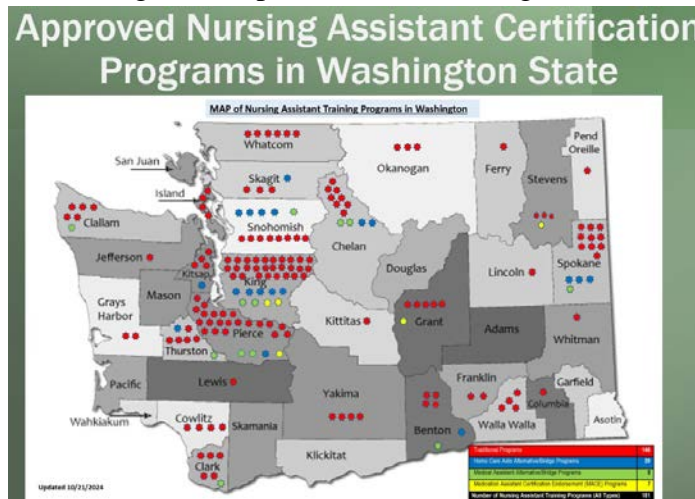 Approved Nursing Assistant Certification
Programs in Washington State
MAP of Nursing Assistant Training Programs in Washington
Whatcom
San Juan
Skagit
Island
Okanogan
Ferry
Pend
Oreille
Stevens
Clallam
Snohomish
Chelan
Jefferson
Kitsap
King
Douglas
Lincoln
Spokane
Mason
Grays
Harbor
Kittitas
Grant
Adams
Whitman
Pierce
Thurston
Pacific
Lewis
Yakima
Franklin
Garfield
Columbia
Wahkiakum
Cowlitz
Skamania
Benton
Walla Walla
Asotin
Clark
Klickitat
Updated 10/21/2024
Traditional Programs 148
Home Care Aide Alternative/Bridge Programs
Medical Assistant Alternative/Bridge Programs
Medication Assistant Certification Endorsement (MACE) Programs 7
Number of Nursing Assistant Training Programs (All Types) 191